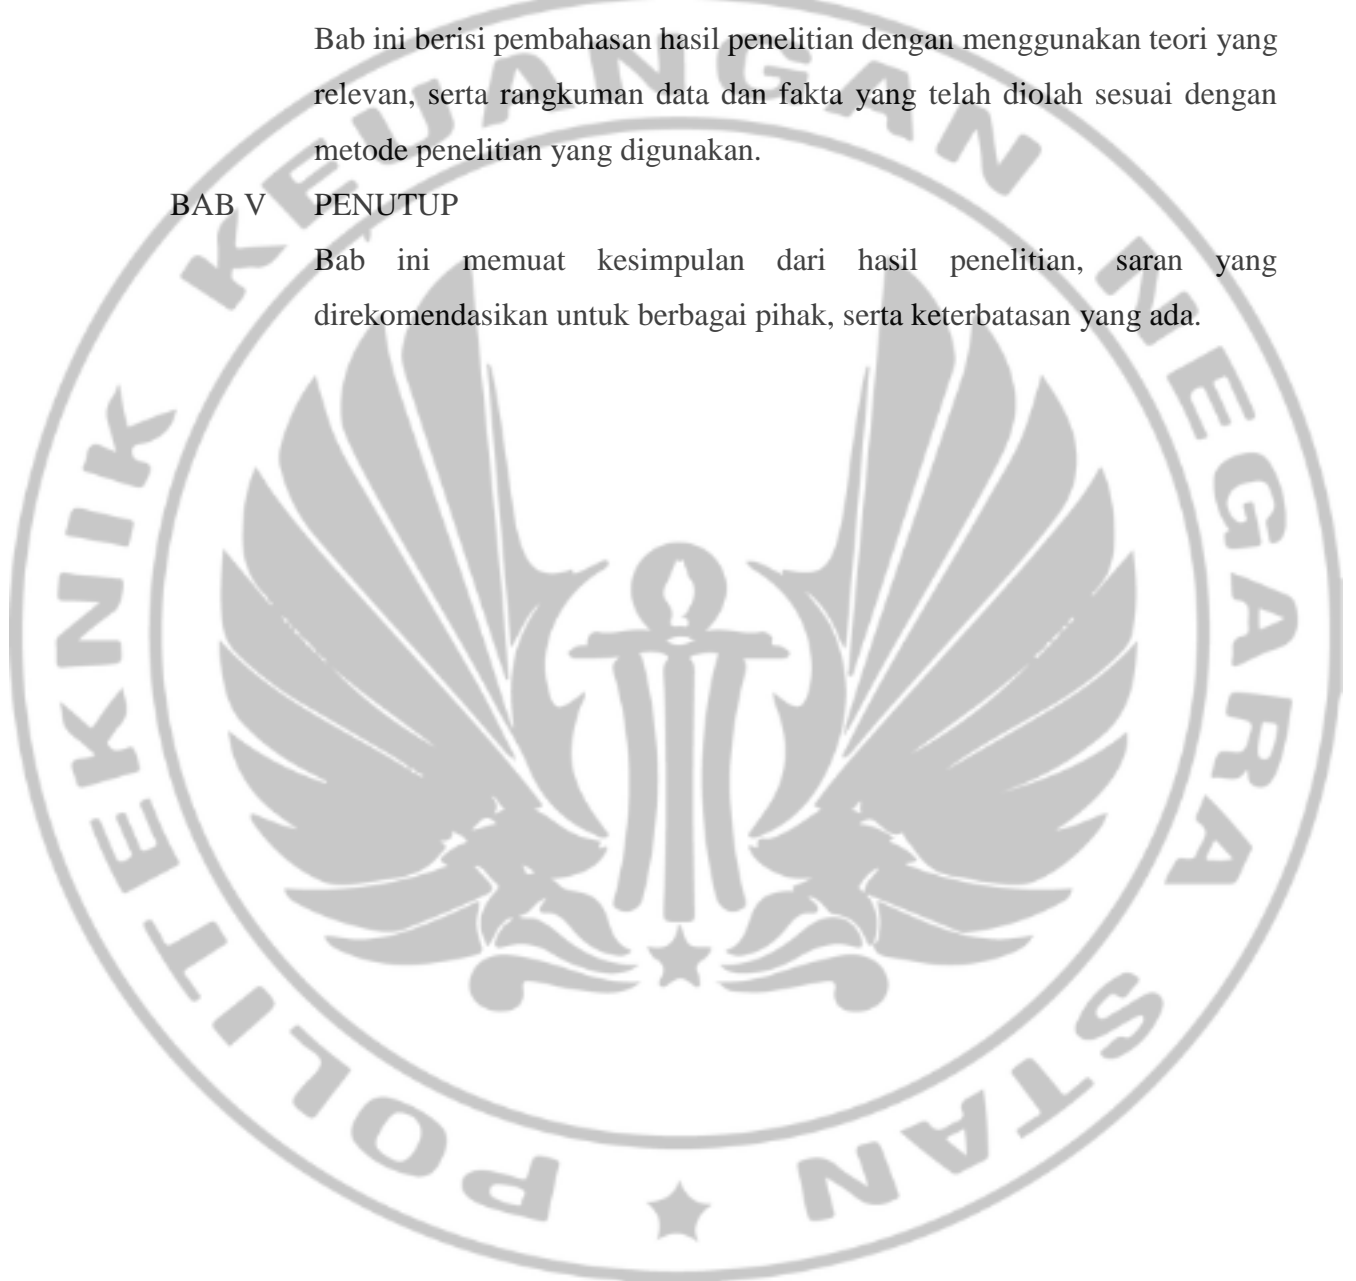 Bab ini berisi pembahasan hasil penelitian dengan menggunakan teori yang
relevan, serta rangkuman data dan fakta yang telah diolah sesuai dengan
metode penelitian yang digunakan.
BAB V PENUTUP
Bab ini memuat kesimpulan dari hasil penelitian, saran yang
direkomendasikan untuk berbagai pihak, serta keterbatasan yang ada.
POLITEKNIK KEUANGAN NEGARA STAN